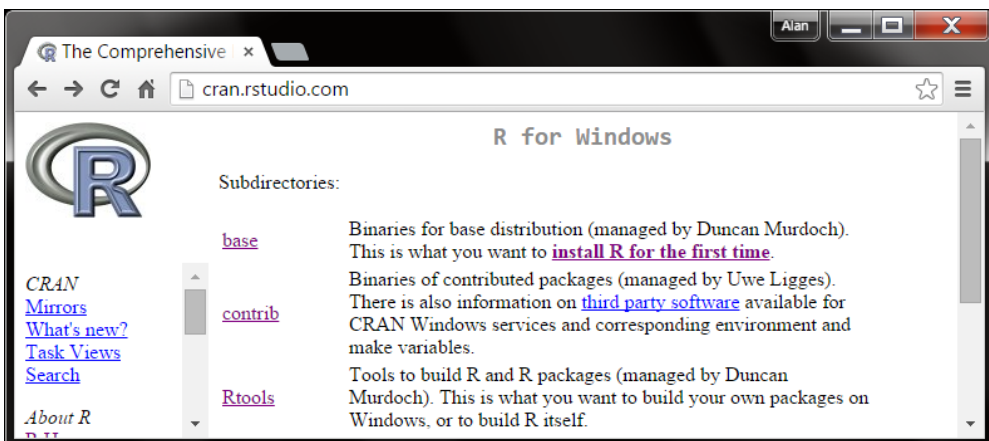 Alan
The Comprehensive
cran.rstudio.com
R
R for Windows
Subdirectories:
base
Binaries for base distribution (managed by Duncan Murdoch).
This is what you want to install R for the first time.
contrib
Binaries of contributed packages (managed by Uwe Ligges).
There is also information on third party software available for
CRAN Windows services and corresponding environment and
make variables.
Rtools
Tools to build R and R packages (managed by Duncan
Murdoch). This is what you want to build your own packages on
Windows, or to build R itself.
CRAN
Mirrors
What's new?
Task Views
Search
About R